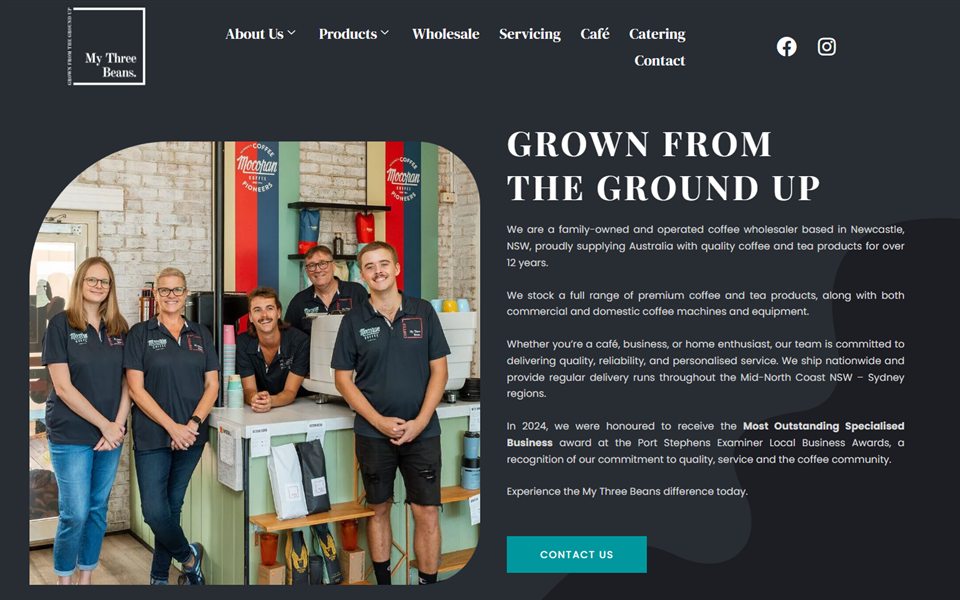 GROWN FROM THE GROUND UP
My Three
Beans.
About Us
Products
Wholesale
Servicing
Café
Catering
Contact
COFFEE
Mocopan
COFFEE
PIONEERS
COFFEE
Mocopan
COFFEE
PIONEERS
GROWN FROM
THE GROUND UP
We are a family-owned and operated coffee wholesaler based in Newcastle,
NSW, proudly supplying Australia with quality coffee and tea products for over
12 years.
We stock a full range of premium coffee and tea products, along with both
commercial and domestic coffee machines and equipment.
Whether you’re a café, business, or home enthusiast, our team is committed to
delivering quality, reliability, and personalised service. We ship nationwide and
provide regular delivery runs throughout the Mid-North Coast NSW – Sydney
regions.
In 2024, we were honoured to receive the Most Outstanding Specialised
Business award at the Port Stephens Examiner Local Business Awards, a
recognition of our commitment to quality, service and the coffee community.
Experience the My Three Beans difference today.
CONTACT US